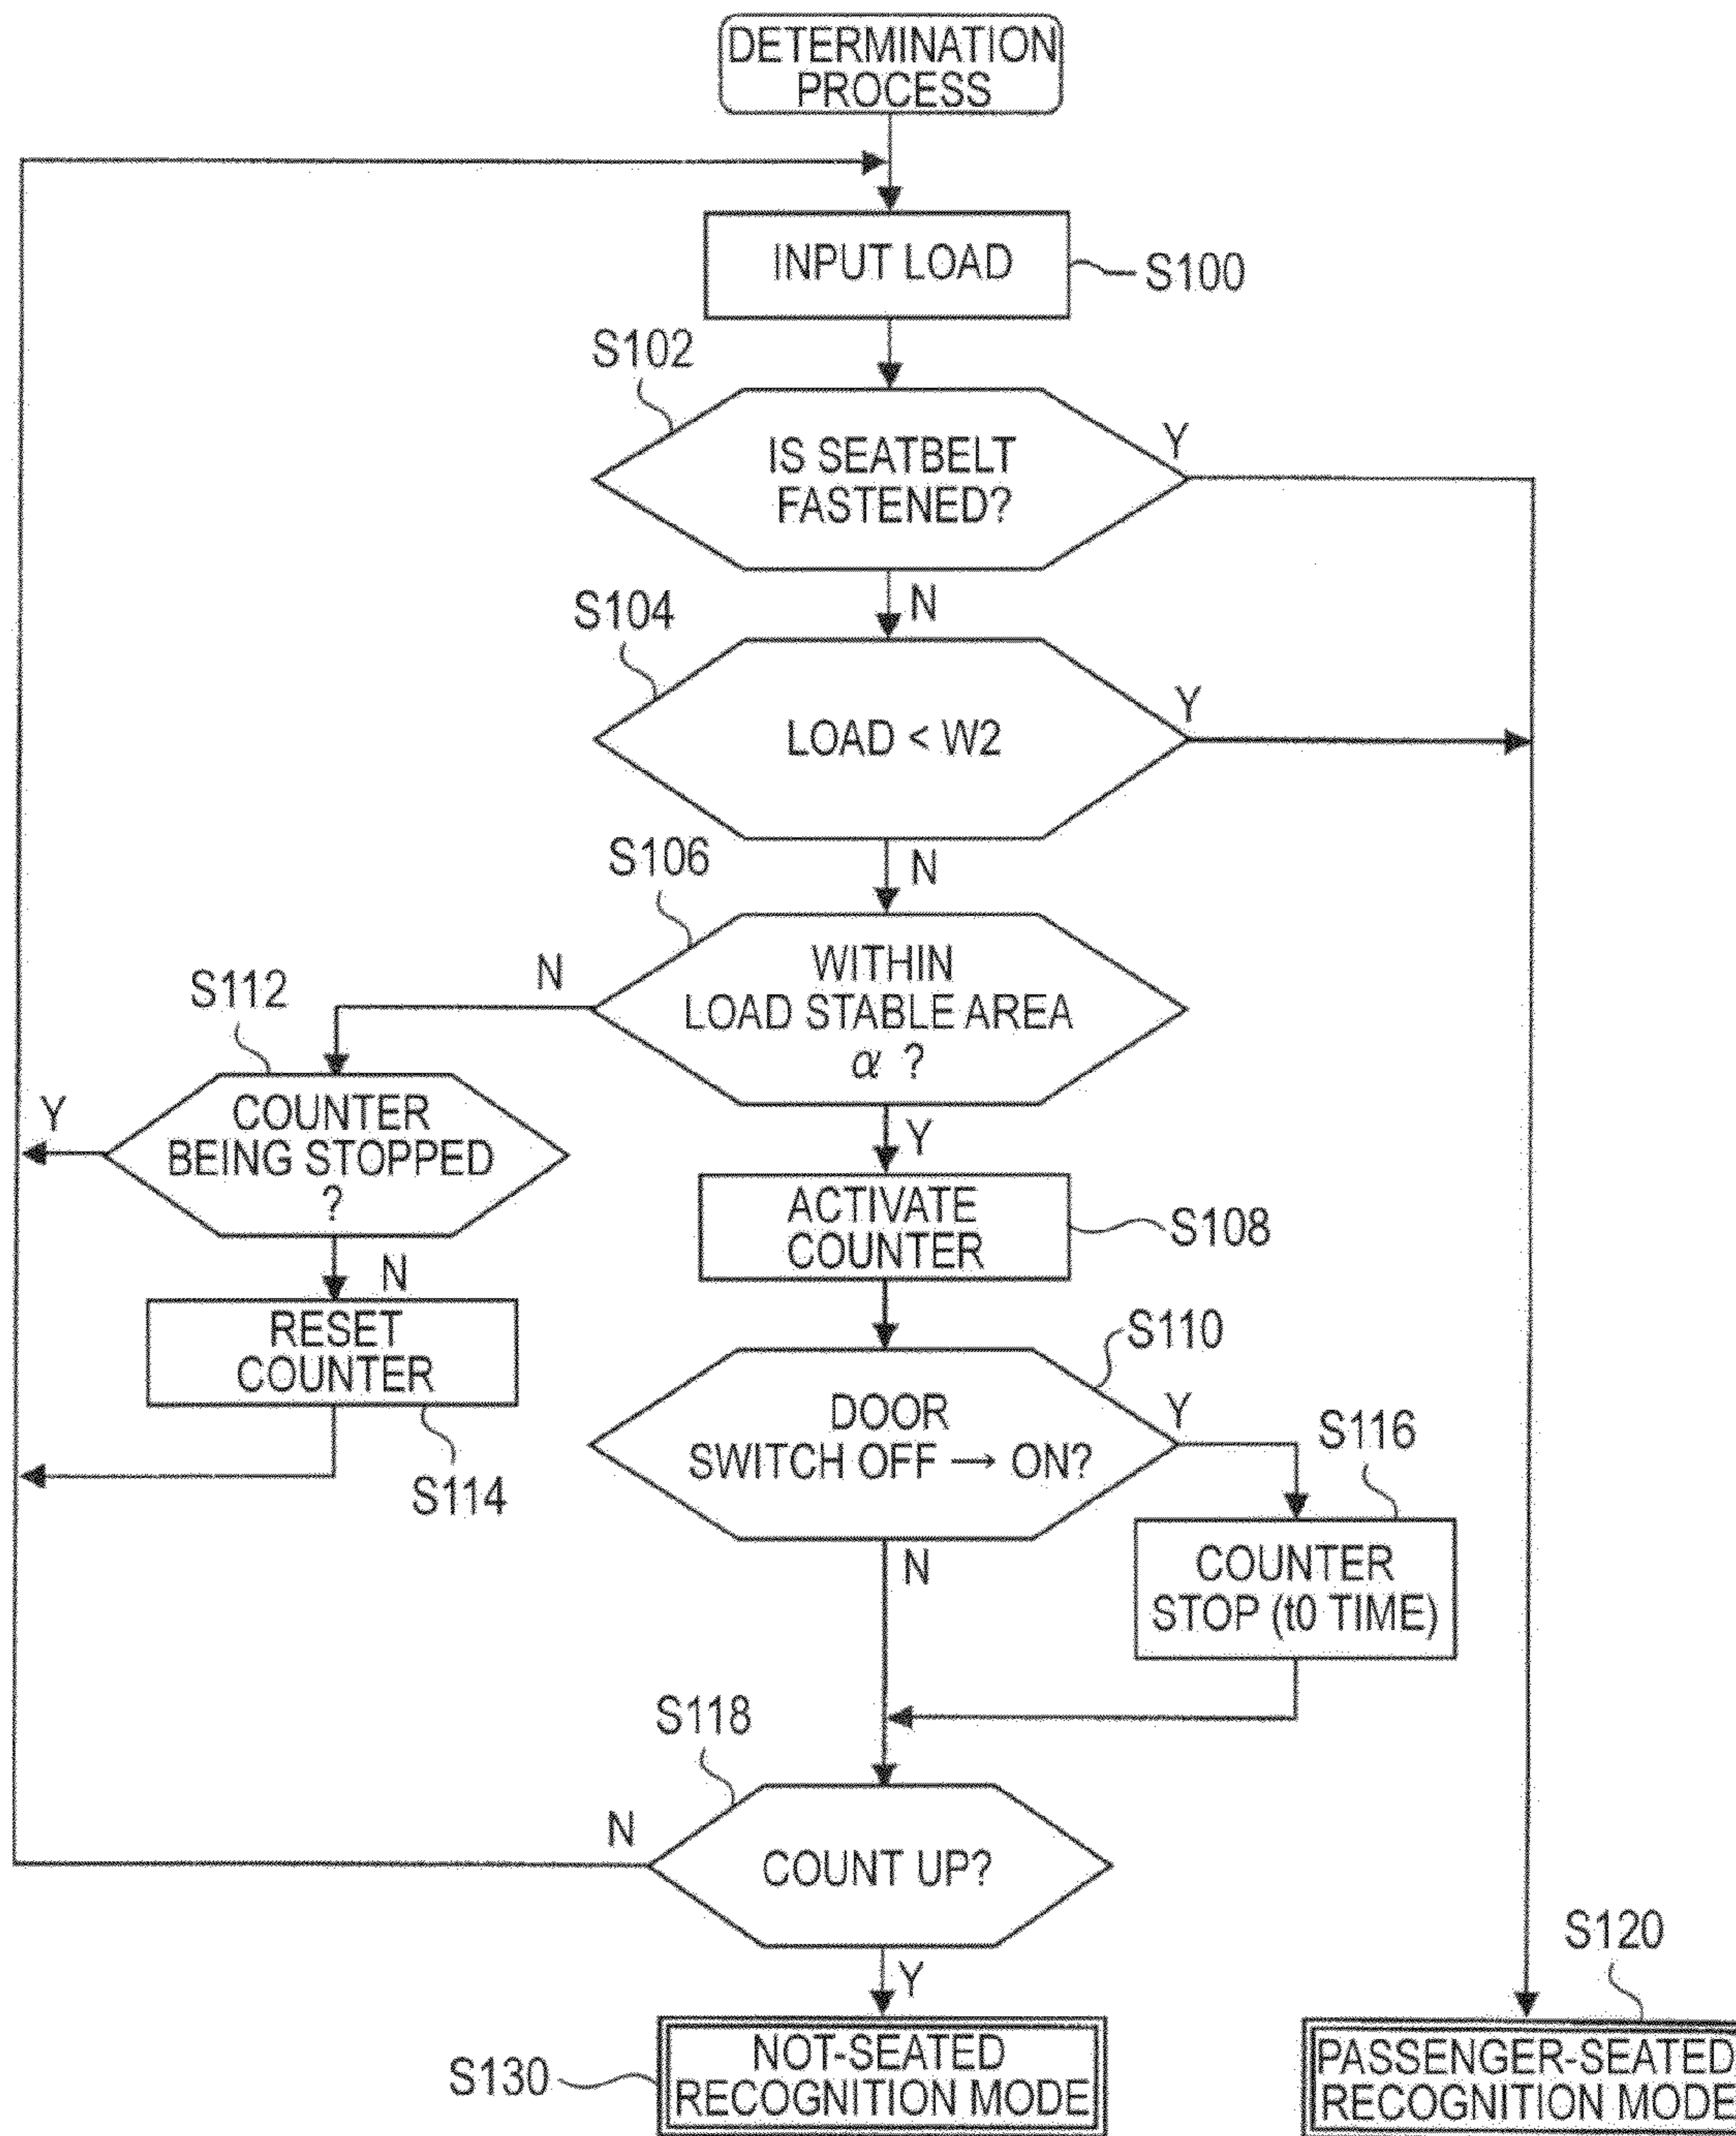 DETERMINATION
PROCESS
INPUT LOAD
S100
S102
IS SEATBELT
FASTENED?
Y
N
S104
LOAD < W2
Y
N
S106
WITHIN
LOAD STABLE AREA
α ?
N
Y
S112
COUNTER
BEING STOPPED
?
Y
N
ACTIVATE
COUNTER
S108
RESET
COUNTER
S114
S110
DOOR
SWITCH OFF → ON?
Y
N
S116
COUNTER
STOP (t0 TIME)
S118
COUNT UP?
N
Y
S130
NOT-SEATED
RECOGNITION MODE
S120
PASSENGER-SEATED
RECOGNITION MODE